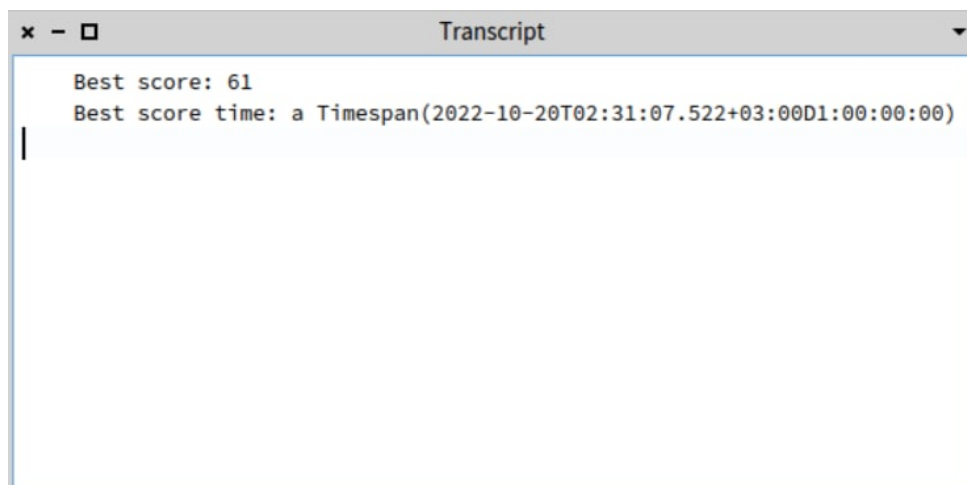 Transcript
Best score: 61
Best score time: a Timespan(2022-10-20T02:31:07.522+03:00D1:00:00:00)